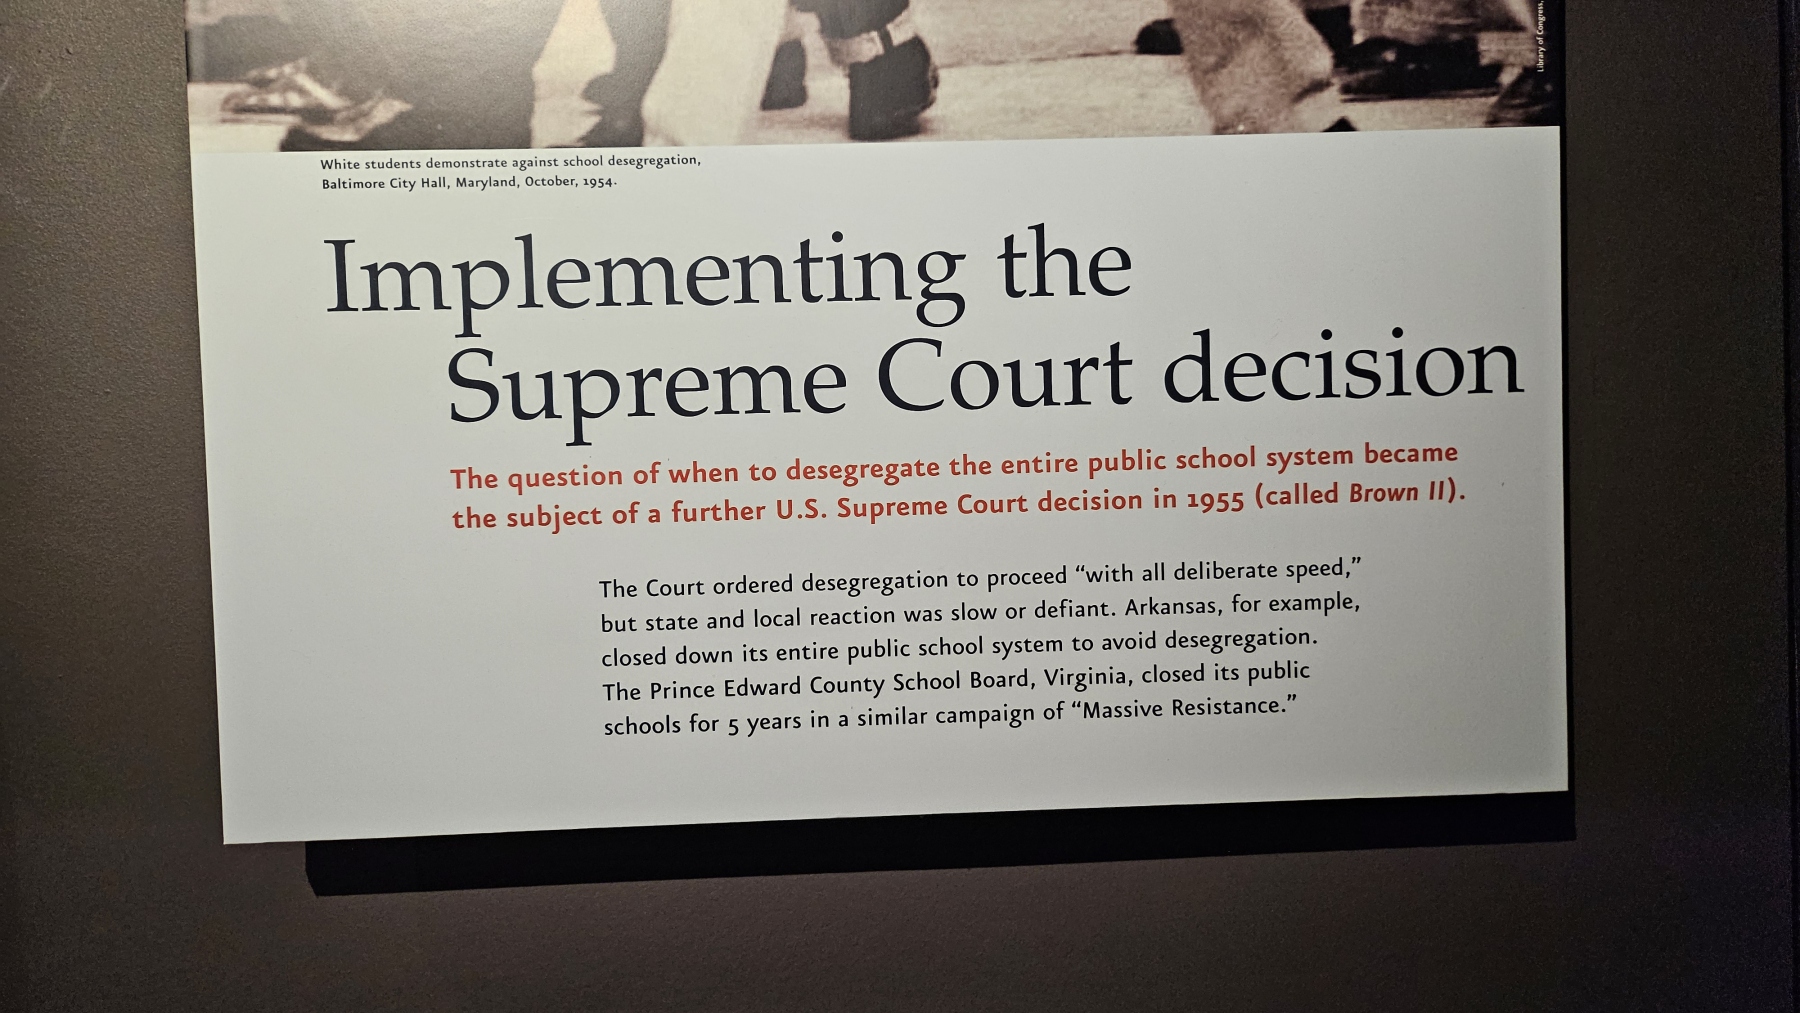 Library of Congress,
White students demonstrate against school desegregation,
Baltimore City Hall, Maryland, October, 1954.
Implementing the
Supreme Court decision
The question of when to desegregate the entire public school system became
the subject of a further U.S. Supreme Court decision in 1955 (called Brown II).
The Court ordered desegregation to proceed “with all deliberate speed,”
but state and local reaction was slow or defiant. Arkansas, for example,
closed down its entire public school system to avoid desegregation.
The Prince Edward County School Board, Virginia, closed its public
schools for 5 years in a similar campaign of “Massive Resistance.”